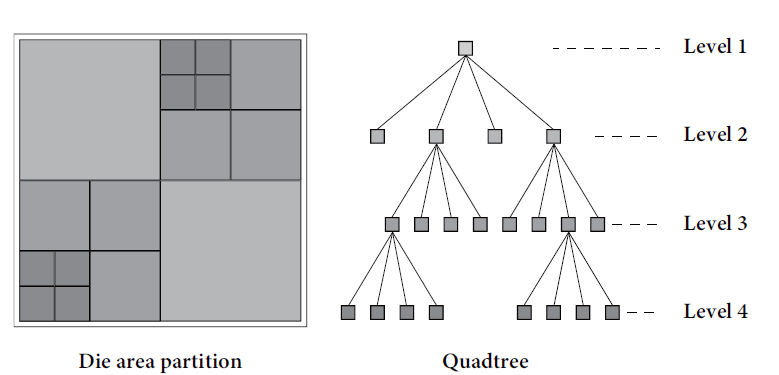 Level 1
Level 2
Level 3
Level 4
Die area partition
Quadtree